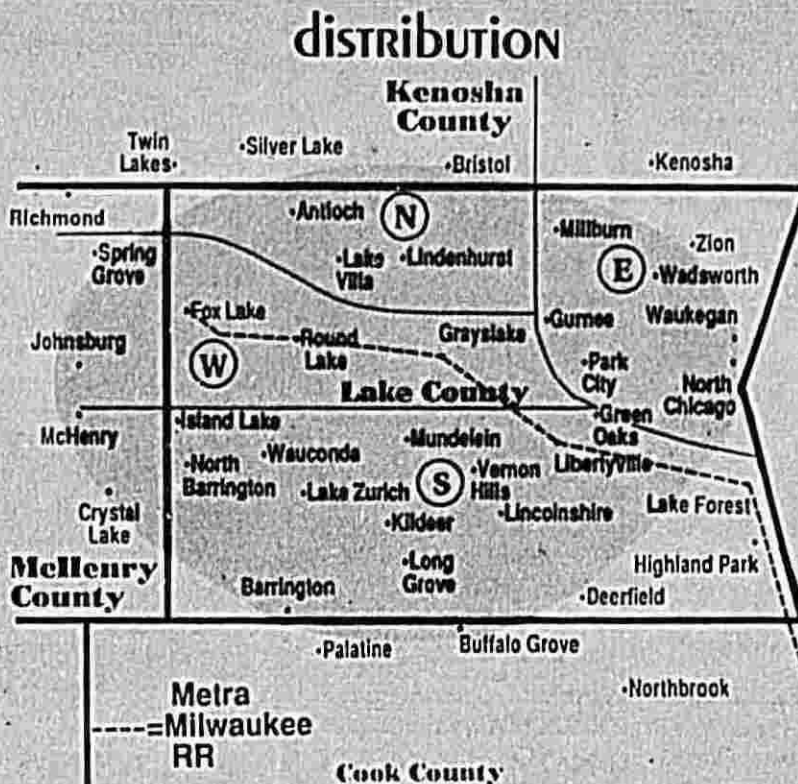 distribution
Kenosha
County
Twin
Lakes
Silver Lake
Bristol
Kenosha
Richmond
Antioch
N
Millburn
Zion
Spring
Grove
Lake
Villa
Lindenhurst
E
Wadsworth
Fox Lake
Gurnee
Waukegan
Johnsburg
Round
Lake
Grayslake
W
Park
City
Lake County
North
Chicago
McHenry
Island Lake
Green
Oaks
Mundelein
Wauconda
North
Barrington
Lake Zurich
S
Vernon
Hills
Libertyville
Crystal
Lake
Kildeer
Lincolnshire
Lake Forest
McHenry
County
Long
Grove
Highland Park
Barrington
Deerfield
Palatine
Buffalo Grove
Northbrook
Metra
----=Milwaukee
RR
Cook County